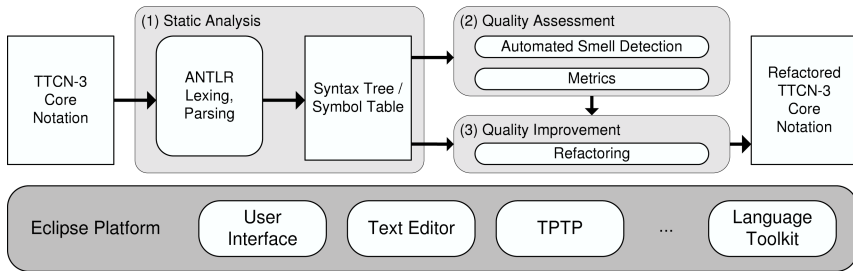 (1) Static Analysis
(2) Quality Assessment
TTCN-3
Core
Notation
ANTLR
Lexing,
Parsing
Syntax Tree /
Symbol Table
Automated Smell Detection
Metrics
(3) Quality Improvement
Refactoring
Refactored
TTCN-3
Core
Notation
Eclipse Platform
User
Interface
Text Editor
TPTP
...
Language
Toolkit